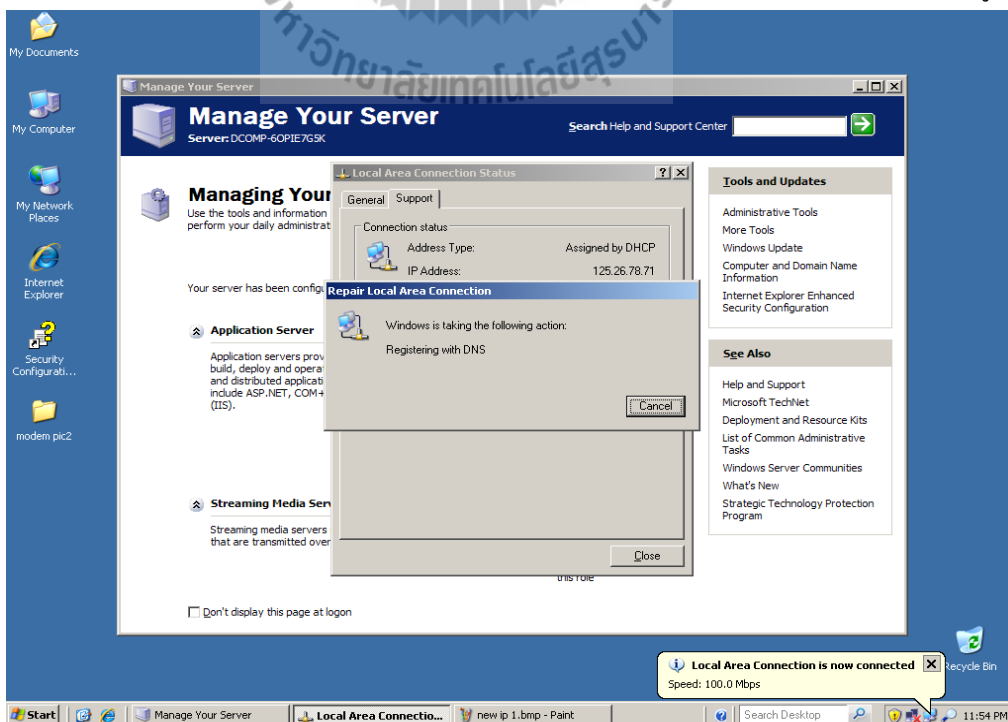 มหาวิทยาลัยเทคโนโลยีสุรนารี
My Documents
My Computer
My Network
Places
Internet
Explorer
Security
Configurati...
modem pic2
Manage Your Server
Manage Your Server
Server: DCOMP-6OPIE7G5K
Search Help and Support Center
Managing Your
Use the tools and information
perform your daily administrat
Your server has been configu
Application Server
Application servers prov
build, deploy and operat
and distributed applicati
include ASP.NET, COM+
(IIS).
Streaming Media Serv
Streaming media servers
that are transmitted over
this role
Don't display this page at logon
Local Area Connection Status
General
Support
Connection status
Address Type:
Assigned by DHCP
IP Address:
125.26.78.71
Repair Local Area Connection
Windows is taking the following action:
Registering with DNS
Cancel
Close
Tools and Updates
Administrative Tools
More Tools
Windows Update
Computer and Domain Name
Information
Internet Explorer Enhanced
Security Configuration
See Also
Help and Support
Microsoft TechNet
Deployment and Resource Kits
List of Common Administrative
Tasks
Windows Server Communities
What's New
Strategic Technology Protection
Program
Recycle Bin
Local Area Connection is now connected
Speed: 100.0 Mbps
Start
Manage Your Server
Local Area Connectio...
new ip 1.bmp - Paint
Search Desktop
11:54 PM